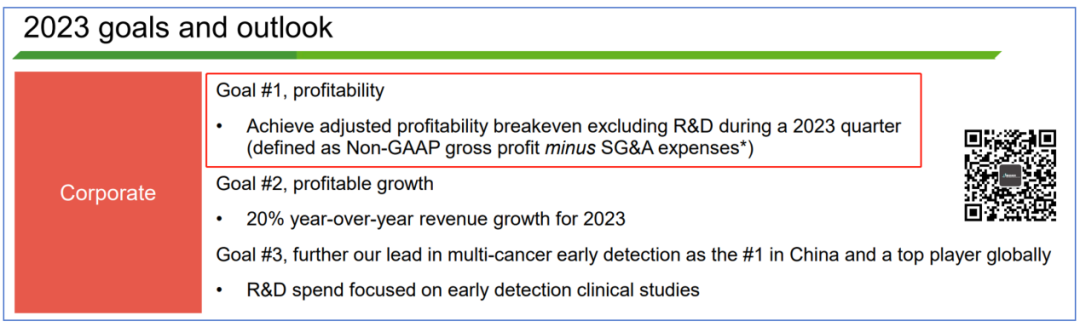 2023 goals and outlook
Corporate
Goal #1, profitability
• Achieve adjusted profitability breakeven excluding R&D during a 2023 quarter
(defined as Non-GAAP gross profit minus SG&A expenses*)
Goal #2, profitable growth
• 20% year-over-year revenue growth for 2023
Goal #3, further our lead in multi-cancer early detection as the #1 in China and a top player globally
• R&D spend focused on early detection clinical studies